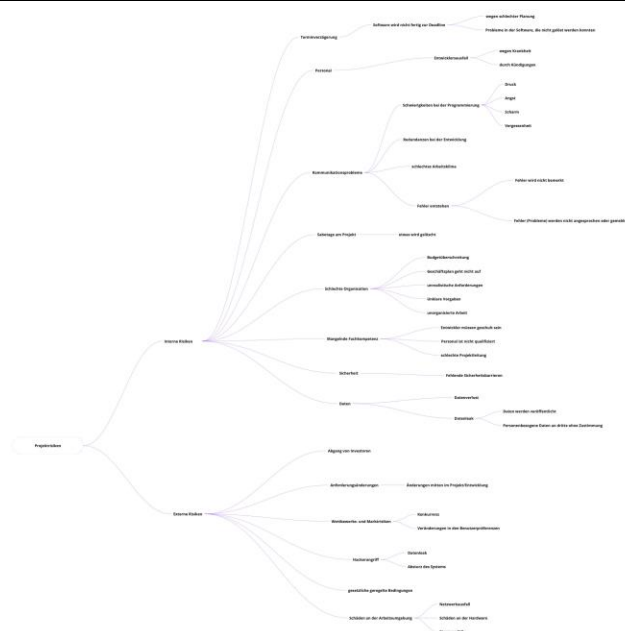 wegen schlechter Planung
Software wird nicht fertig zur Deadline
Probleme in der Software, die nicht gelöst werden konnten
Terminverzögerung
wegen Krankheit
Entwicklerausfall
durch Kündigungen
Personal
Druck
Angst
Schwierigkeiten bei der Programmierung
Scham
Vergessenheit
Redundanzen bei der Entwicklung
schlechtes Arbeitsklima
Kommunikationsprobleme
Fehler wird nicht bemerkt
Fehler entstehen
Fehler (Probleme) werden nicht angesprochen oder gemeldet
Sabotage am Projekt
etwas wird gelöscht
Budgetüberschreitung
Geschäftsplan geht nicht auf
unrealistische Anforderungen
Schlechte Organisation
Unklare
unorganisierte Arbeit
Entwickler müssen geschult sein
Mangelnde Fachkompetenz
Personal ist nicht qualifiziert
schlechte Projektleitung
Interne Risiken
Sicherheit
Fehlende Sicherheitsbarrieren
Datenverlust
Daten
Daten werden veröffentlicht
Datenleak
Personenbezogene Daten an dritte ohne Zustimmung
Projektrisiken
Abgang von Investoren
Anforderungsänderungen
Änderungen mitten im Projekt/Entwicklung
Externe Risiken
Konkurrenz
Wettbewerbs- und Marktrisiken
Veränderungen in den Benutzerpräferenzen
Datenleak
Hackerangriff
Absturz des Systems
gesetzliche geregelte Bedingungen
Netzwerkausfall
Schäden an der Arbeitsumgebung
Schäden an der Hardware